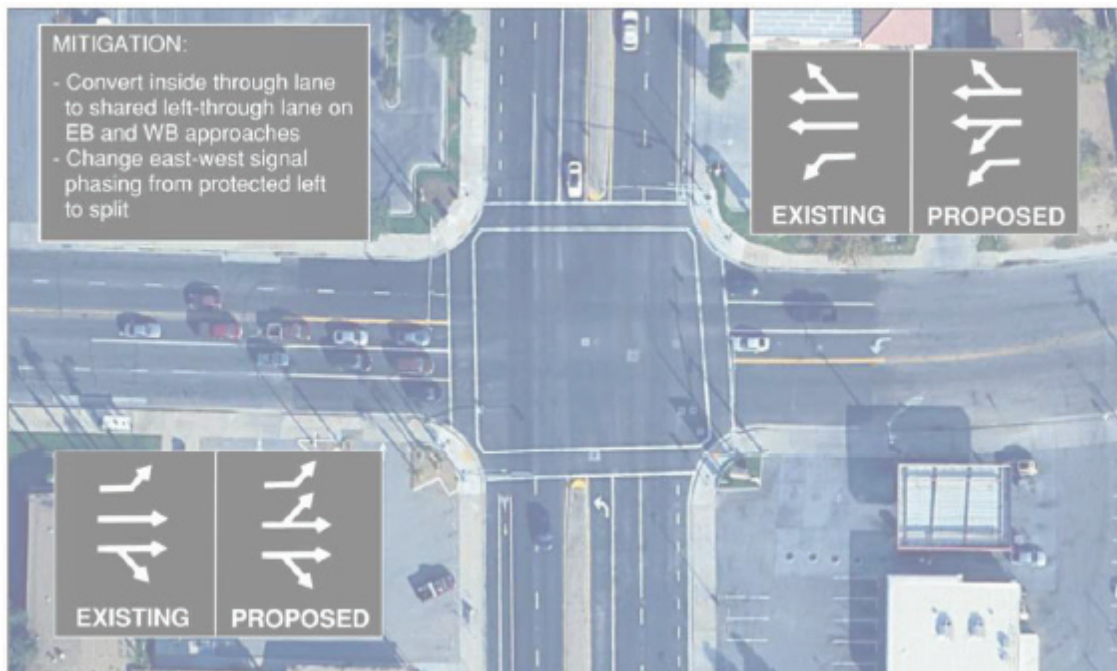 MITIGATION:
- Convert inside through lane
to shared left-through lane on
EB and WB approaches
- Change east-west signal
phasing from protected left
to split
EXISTING
PROPOSED
EXISTING
PROPOSED